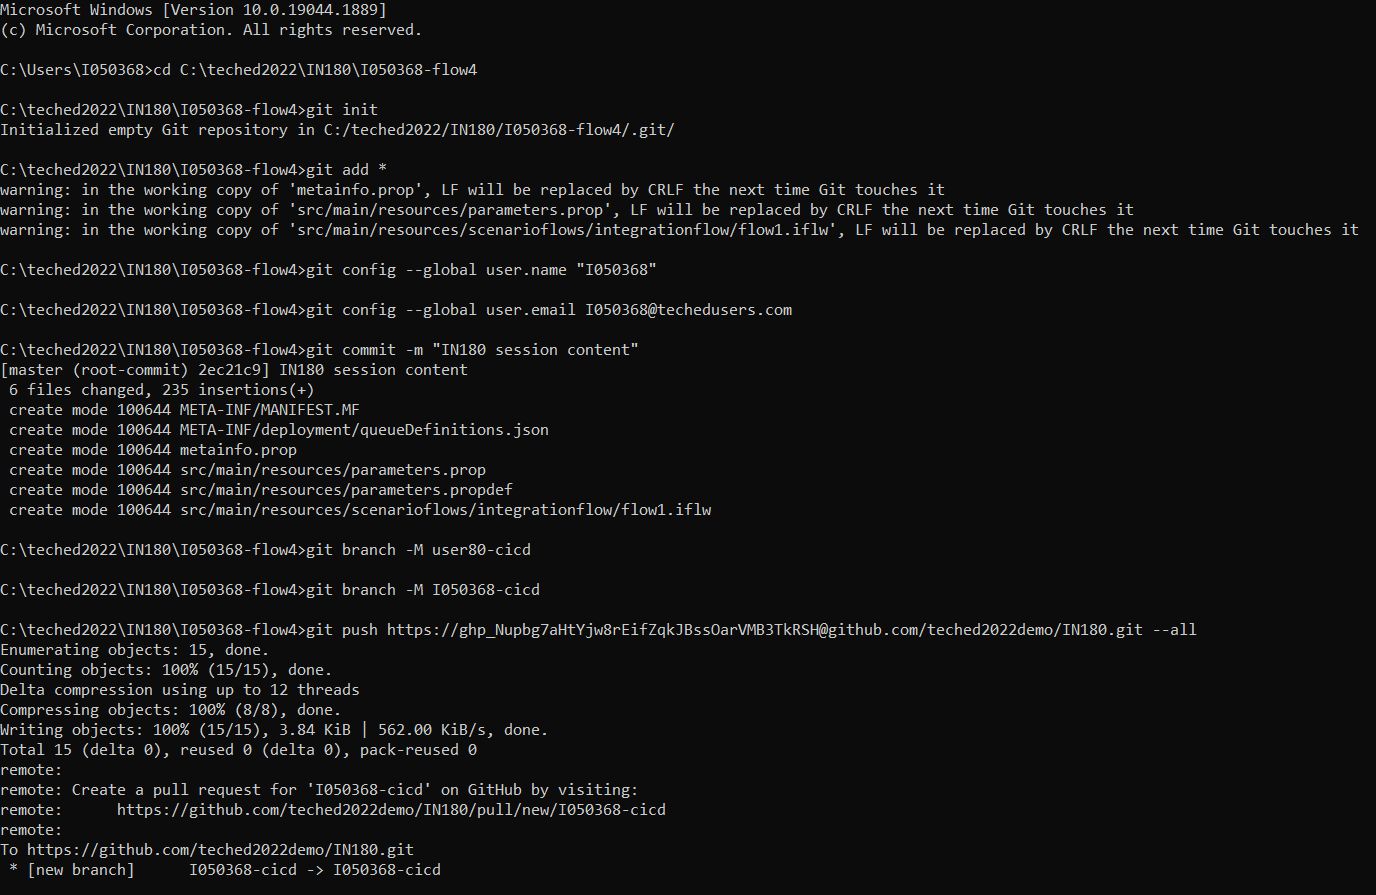 Microsoft Windows [Version 10.0.19044.1889]
(c) Microsoft Corporation. All rights reserved.
C:\Users\I050368>cd C:\teched2022\IN180\I050368-flow4
C:\teched2022\IN180\I050368-flow4>git init
Initialized empty Git repository in C:/teched2022/IN180/I050368-flow4/.git/
C:\teched2022\IN180\I050368-flow4>git add *
warning: in the working copy of 'metainfo.prop', LF will be replaced by CRLF the next time Git touches it
warning: in the working copy of 'src/main/resources/parameters.prop', LF will be replaced by CRLF the next time Git touches it
warning: in the working copy of 'src/main/resources/scenarioflows/integrationflow/flow1.iflw', LF will be replaced by CRLF the next time Git touches it
C:\teched2022\IN180\I050368-flow4>git config --global user.name "I050368"
C:\teched2022\IN180\I050368-flow4>git config --global user.email I050368@techedusers.com
C:\teched2022\IN180\I050368-flow4>git commit -m "IN180 session content"
[master (root-commit) 2ec21c9] IN180 session content
6 files changed, 235 insertions(+)
create mode 100644 META-INF/MANIFEST.MF
create mode 100644 META-INF/deployment/queueDefinitions.json
create mode 100644 metainfo.prop
create mode 100644 src/main/resources/parameters.prop
create mode 100644 src/main/resources/parameters.propdef
create mode 100644 src/main/resources/scenarioflows/integrationflow/flow1.iflw
C:\teched2022\IN180\I050368-flow4>git branch -M user80-cicd
C:\teched2022\IN180\I050368-flow4>git branch -M I050368-cicd
C:\teched2022\IN180\I050368-flow4>git push https://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@github.com/teched2022demo/IN180.git --all
Enumerating objects: 15, done.
Counting objects: 100% (15/15), done.
Delta compression using up to 12 threads
Compressing objects: 100% (8/8), done.
Writing objects: 100% (15/15), 3.84 KiB | 562.00 KiB/s, done.
Total 15 (delta 0), reused 0 (delta 0), pack-reused 0
remote:
remote: Create a pull request for 'I050368-cicd' on GitHub by visiting:
remote:      https://github.com/teched2022demo/IN180/pull/new/I050368-cicd
remote:
To https://github.com/teched2022demo/IN180.git
* [new branch]      I050368-cicd -> I050368-cicd